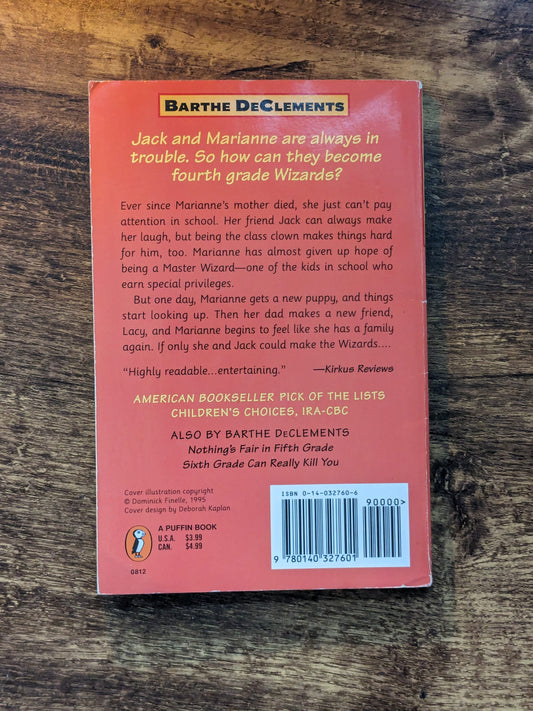 BARTHE DECLEMENTS
Jack and Marianne are always in
trouble. So how can they become
fourth grade Wizards?
Ever since Marianne's mother died, she just can't pay
attention in school. Her friend Jack can always make
her laugh, but being the class clown makes things hard
for him, too. Marianne has almost given up hope of
being a Master Wizard—one of the kids in school who
earn special privileges.
But one day, Marianne gets a new puppy, and things
start looking up. Then her dad makes a new friend,
Lacy, and Marianne begins to feel like she has a family
again. If only she and Jack could make the Wizards....
"Highly readable...entertaining." —Kirkus Reviews
AMERICAN BOOKSELLER PICK OF THE LISTS
CHILDREN'S CHOICES, IRA-CBC
ALSO BY BARTHE DECLEMENTS
Nothing's Fair in Fifth Grade
Sixth Grade Can Really Kill You
Cover illustration copyright
© Dominick Finelle, 1995
Cover design by Deborah Kaplan
A PUFFIN BOOK
U.S.A. $3.99
CAN. $4.99
0812
ISBN 0-14-032760-6
90000>
9 780140 327601